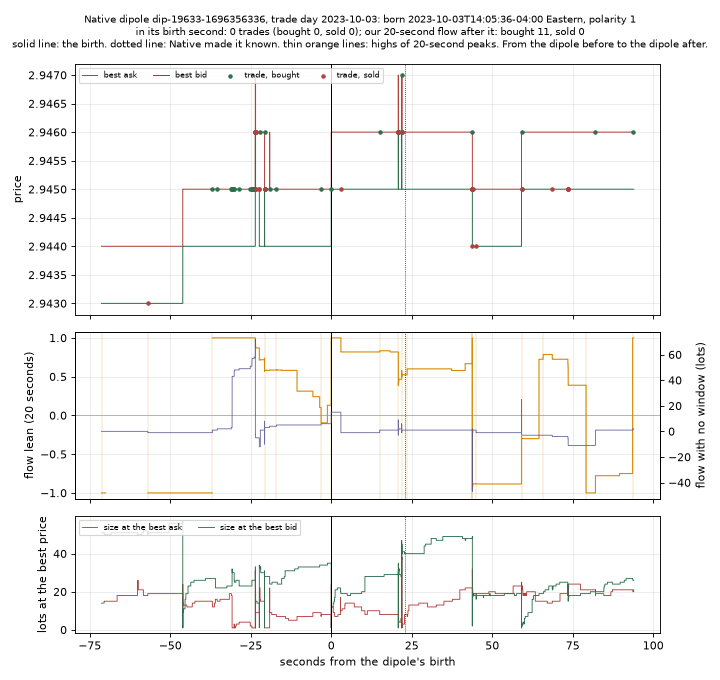 Native dipole dip-19633-1696356336, trade day 2023-10-03: born 2023-10-03T14:05:36-04:00 Eastern, polarity 1
in its birth second: 0 trades (bought 0, sold 0); our 20-second flow after it: bought 11, sold 0
solid line: the birth. dotted line: Native made it known. thin orange lines: highs of 20-second peaks. From the dipole before to the dipole after.
best ask
best bid
trade, bought
trade, sold
2.9470
2.9465
2.9460
2.9455
2.9450
2.9445
2.9440
2.9435
2.9430
price
1.0
0.5
0.0
−0.5
−1.0
flow lean (20 seconds)
60
40
20
0
−20
−40
flow with no window (lots)
size at the best ask
size at the best bid
40
20
0
lots at the best price
−75
−50
−25
0
25
50
75
100
seconds from the dipole's birth